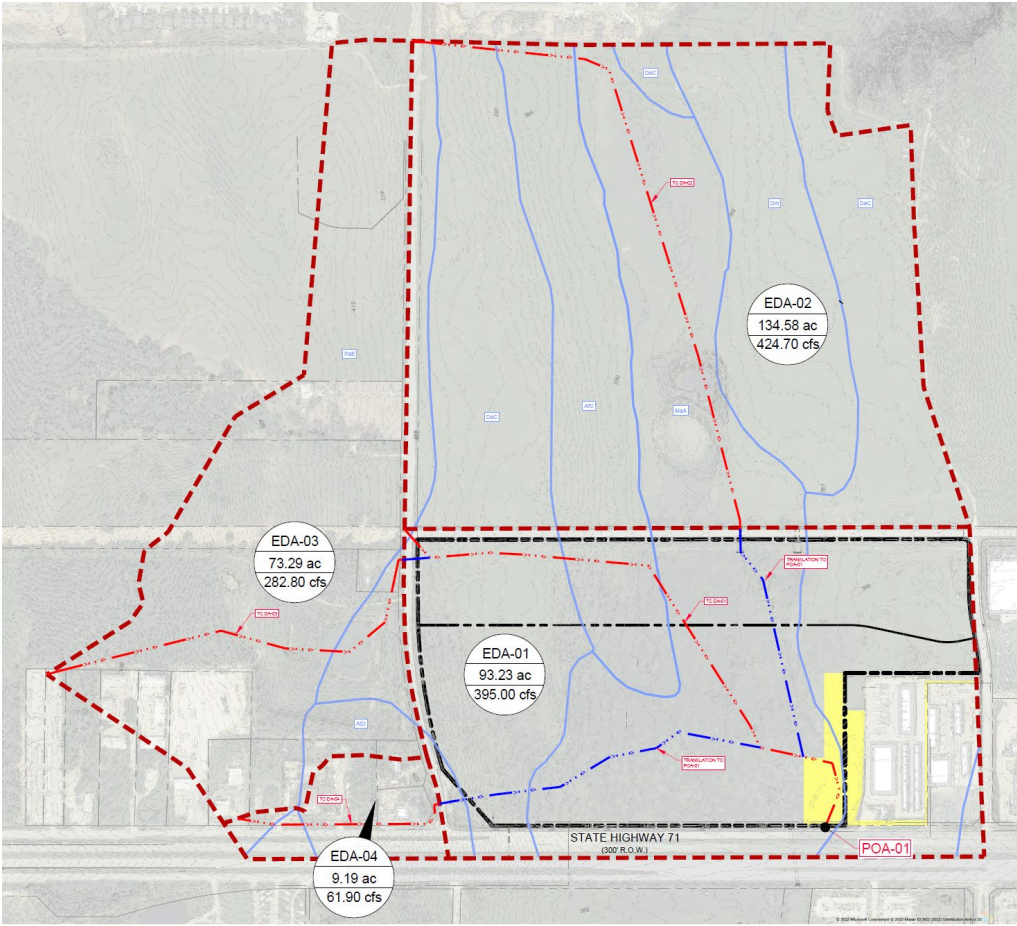 DeC
TC DA-02
Dm
DeC
EDA-02
134.58 ac
424.70 cfs
PaE
DeC
AfC
MaA
EDA-03
73.29 ac
282.80 cfs
TRANSLATION TO
POA-01
TC DA-03
TC DA-01
EDA-01
93.23 ac
395.00 cfs
AfD
TRANSLATION TO
POA-01
TC DA-04
STATE HIGHWAY 71
(300' R.O.W.)
POA-01
EDA-04
9.19 ac
61.90 cfs